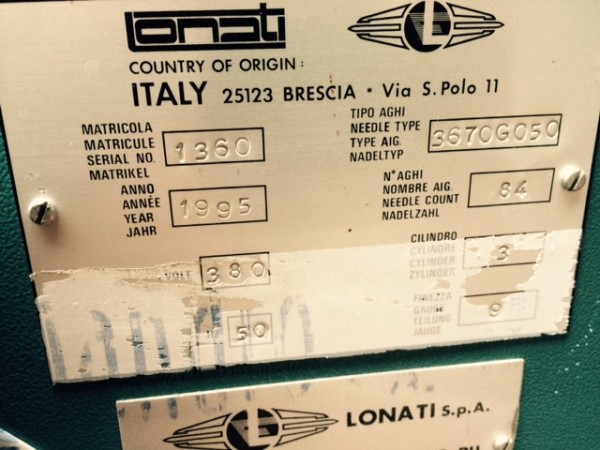 Lonati
COUNTRY OF ORIGIN:
ITALY 25123 BRESCIA • Via S. Polo 11
MATRICOLA
MATRICULE
SERIAL NO.
MATRIKEL
1360
TIPO AGHI
NEEDLE TYPE
TYPE AIG.
NADELTYP
3670G050
ANNO
ANNÉE
YEAR
JAHR
1995
N° AGHI
NOMBRE AIG.
NEEDLE COUNT
NADELZAHL
84
VOLT 380
50
CILINDRO
CYLINDRE
CYLINDER
ZYLINDER
3
FINEZZA
GAUGE
TEILUNG
JAUGE
9
LONATI S.p.A.